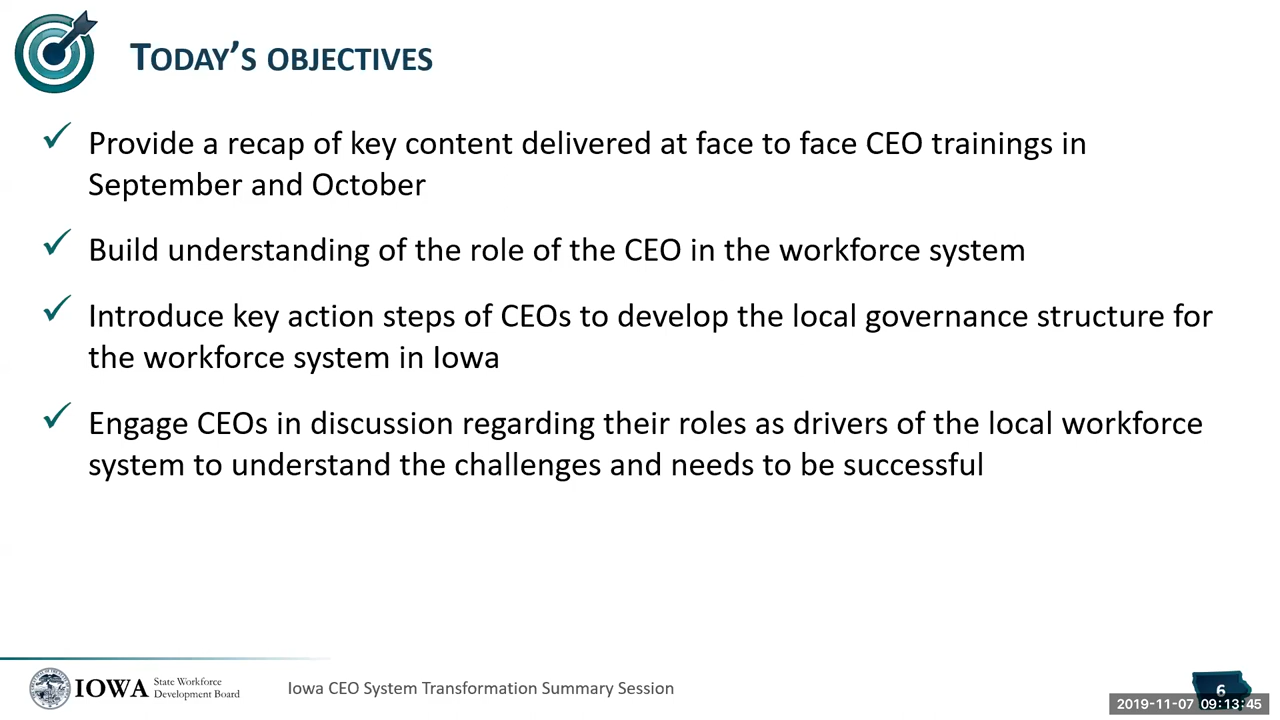 TODAY'S OBJECTIVES
✓ Provide a recap of key content delivered at face to face CEO trainings in
September and October
✓ Build understanding of the role of the CEO in the workforce system
✓ Introduce key action steps of CEOs to develop the local governance structure for
the workforce system in Iowa
✓ Engage CEOs in discussion regarding their roles as drivers of the local workforce
system to understand the challenges and needs to be successful
IOWA State Workforce
Development Board
Iowa CEO System Transformation Summary Session
6
2019-11-07 09:13:45